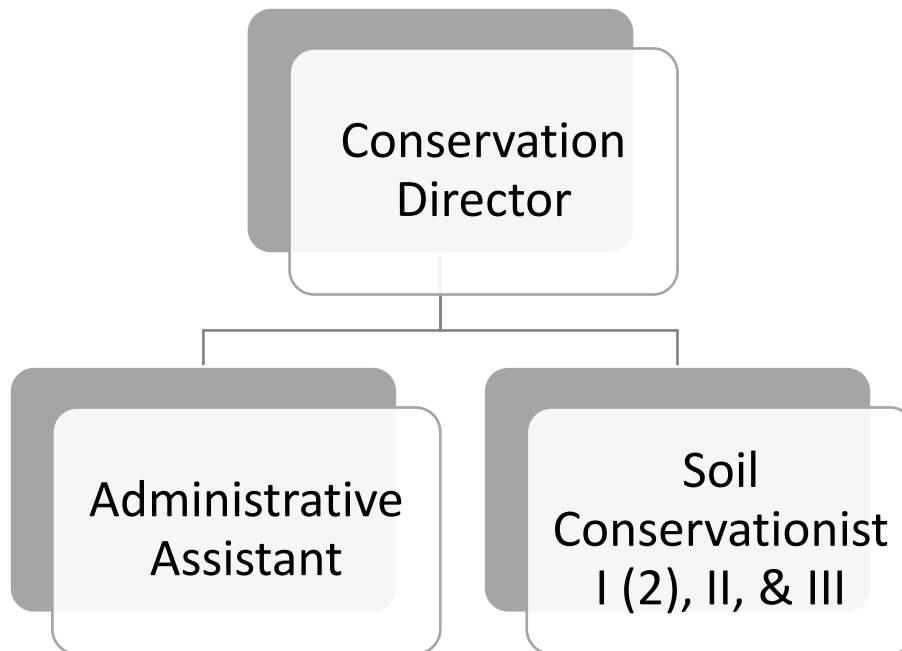 Conservation
Director
Administrative
Assistant
Soil
Conservationist
I (2), II, & III